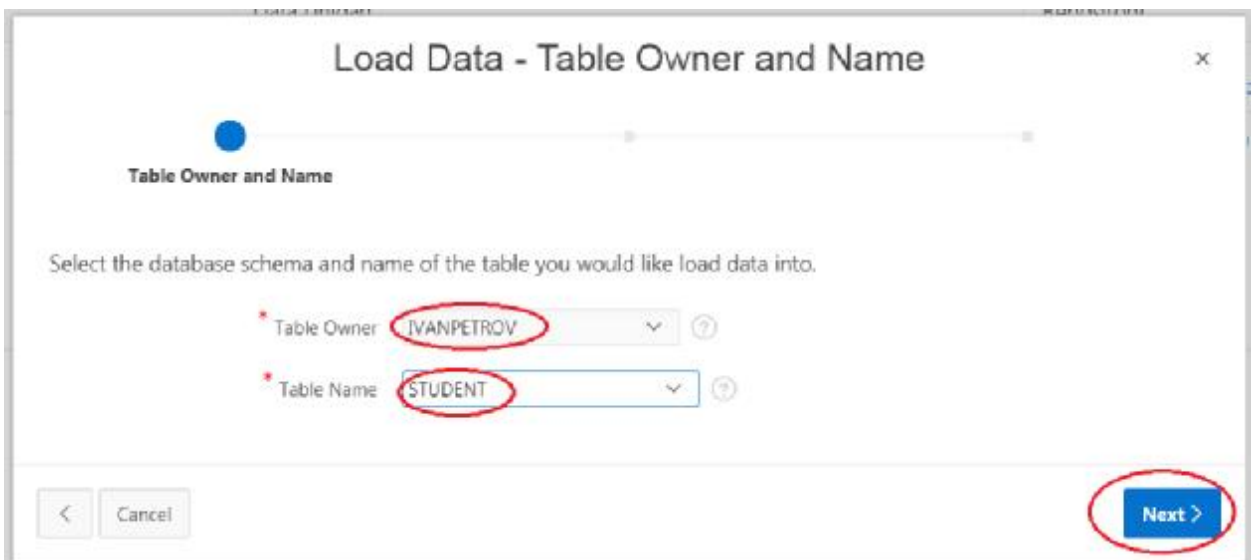 Load Data - Table Owner and Name
×
Table Owner and Name
Select the database schema and name of the table you would like load data into.
* Table Owner IVANPETROV ?
* Table Name STUDENT ?
< Cancel Next >